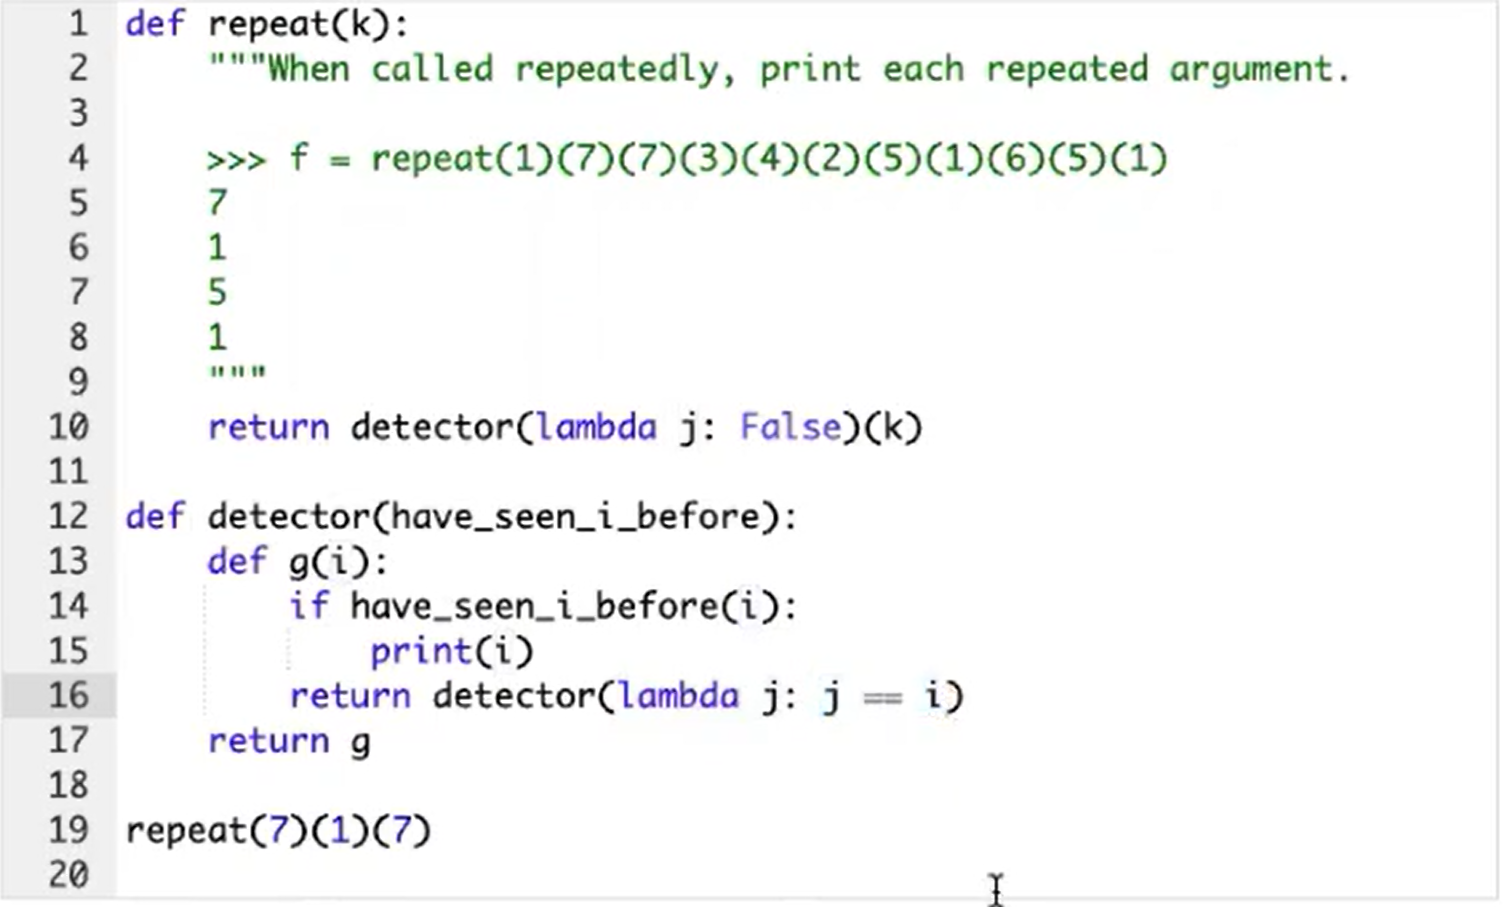 1 def repeat(k):
2 """When called repeatedly, print each repeated argument.
3
4 >>> f = repeat(1)(7)(7)(3)(4)(2)(5)(1)(6)(5)(1)
5 7
6 1
7 5
8 1
9 """
10 return detector(lambda j: False)(k)
11
12 def detector(have_seen_i_before):
13 def g(i):
14 if have_seen_i_before(i):
15 print(i)
16 return detector(lambda j: j == i)
17 return g
18
19 repeat(7)(1)(7)
20